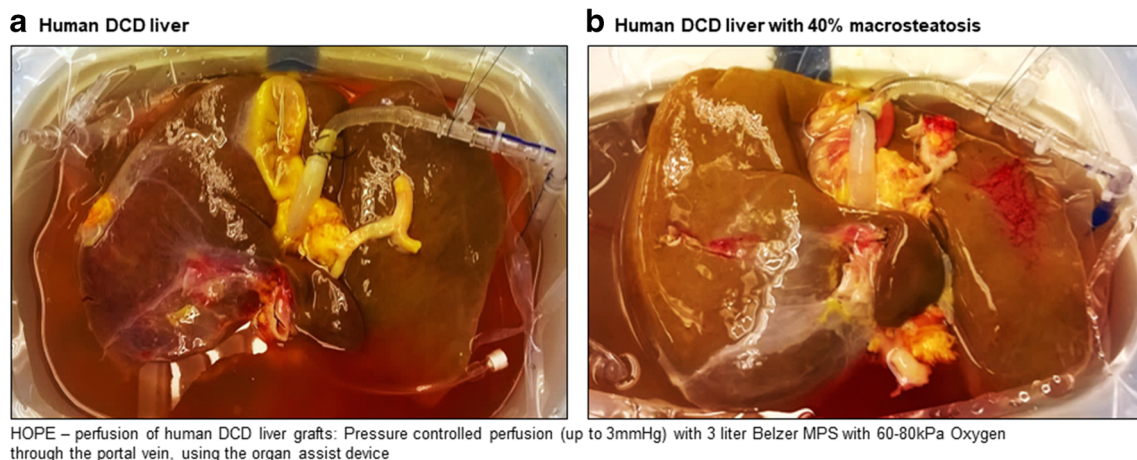 a Human DCD liver
b Human DCD liver with 40% macrosteatosis
HOPE – perfusion of human DCD liver grafts: Pressure controlled perfusion (up to 3mmHg) with 3 liter Belzer MPS with 60-80kPa Oxygen
through the portal vein, using the organ assist device